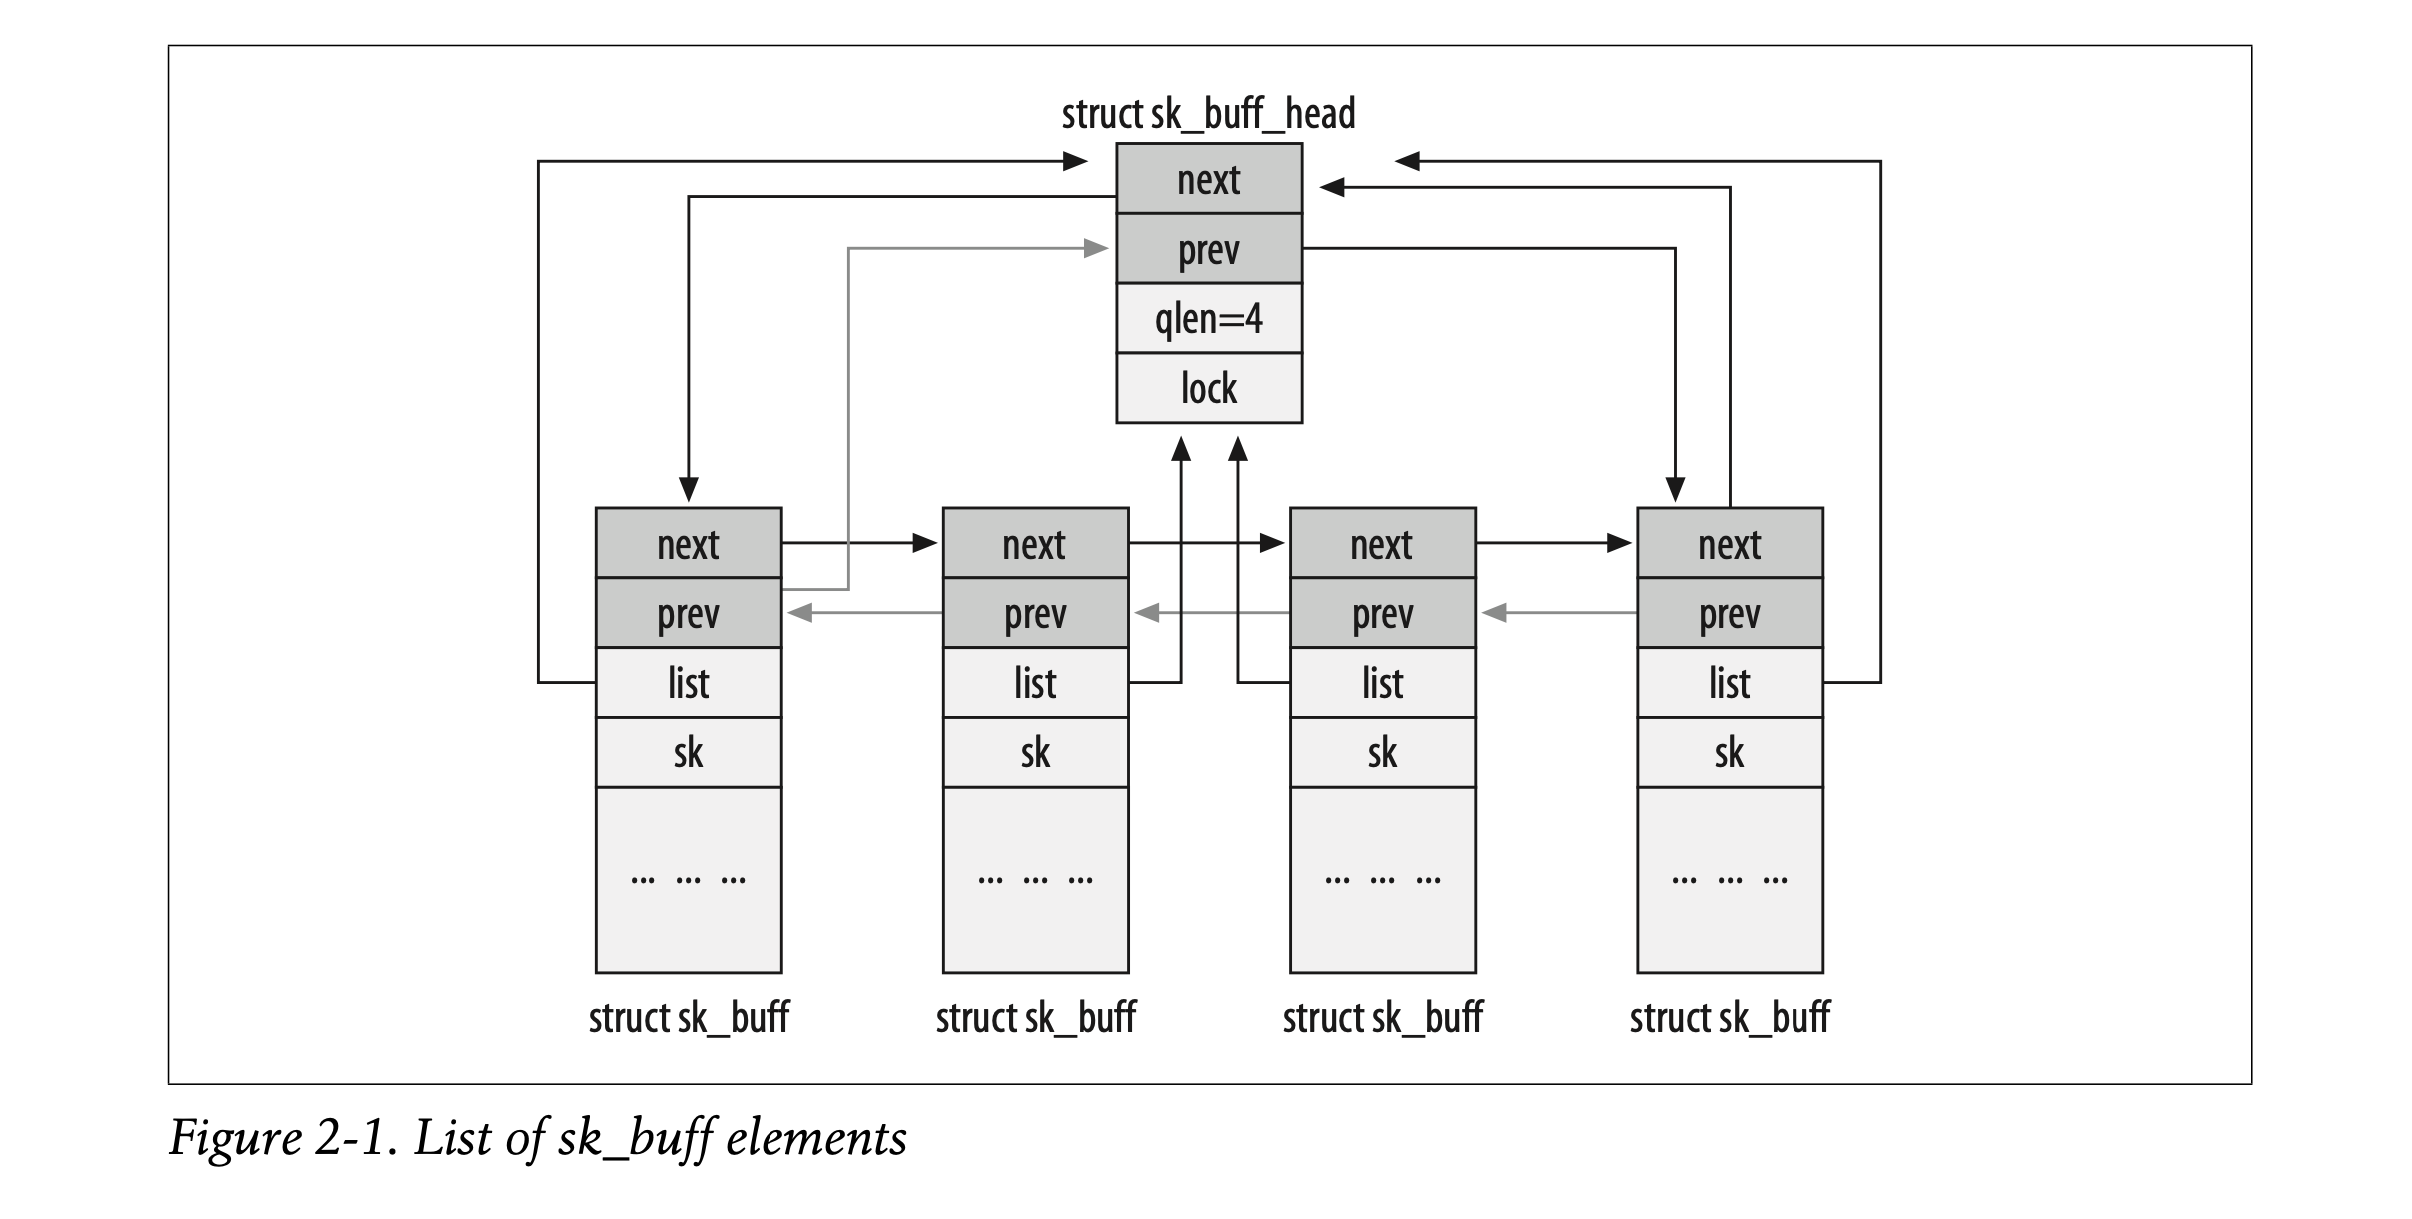 struct sk_buff_head
next
prev
qlen=4
lock
next
prev
list
sk
... ... ...
struct sk_buff
next
prev
list
sk
... ... ...
struct sk_buff
next
prev
list
sk
... ... ...
struct sk_buff
next
prev
list
sk
... ... ...
struct sk_buff
Figure 2-1. List of sk_buff elements